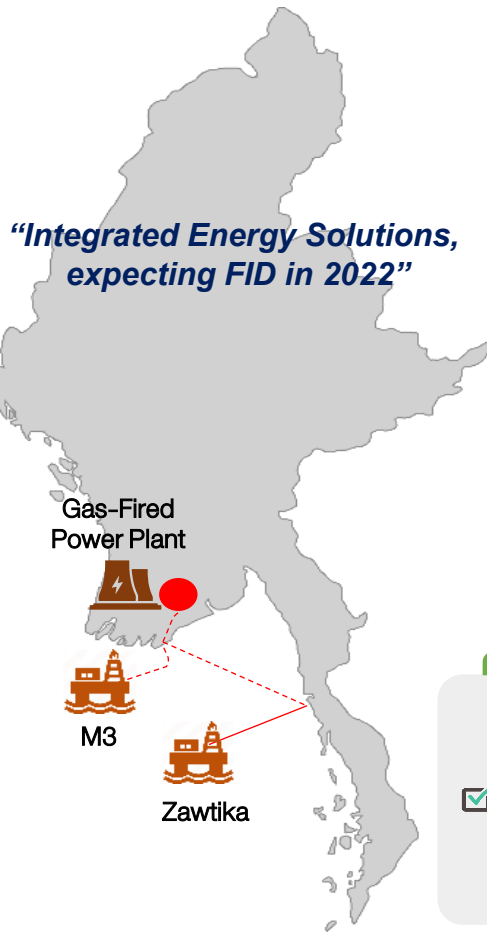 “Integrated Energy Solutions,
expecting FID in 2022”
Gas-Fired
Power Plant
M3
Zawtika